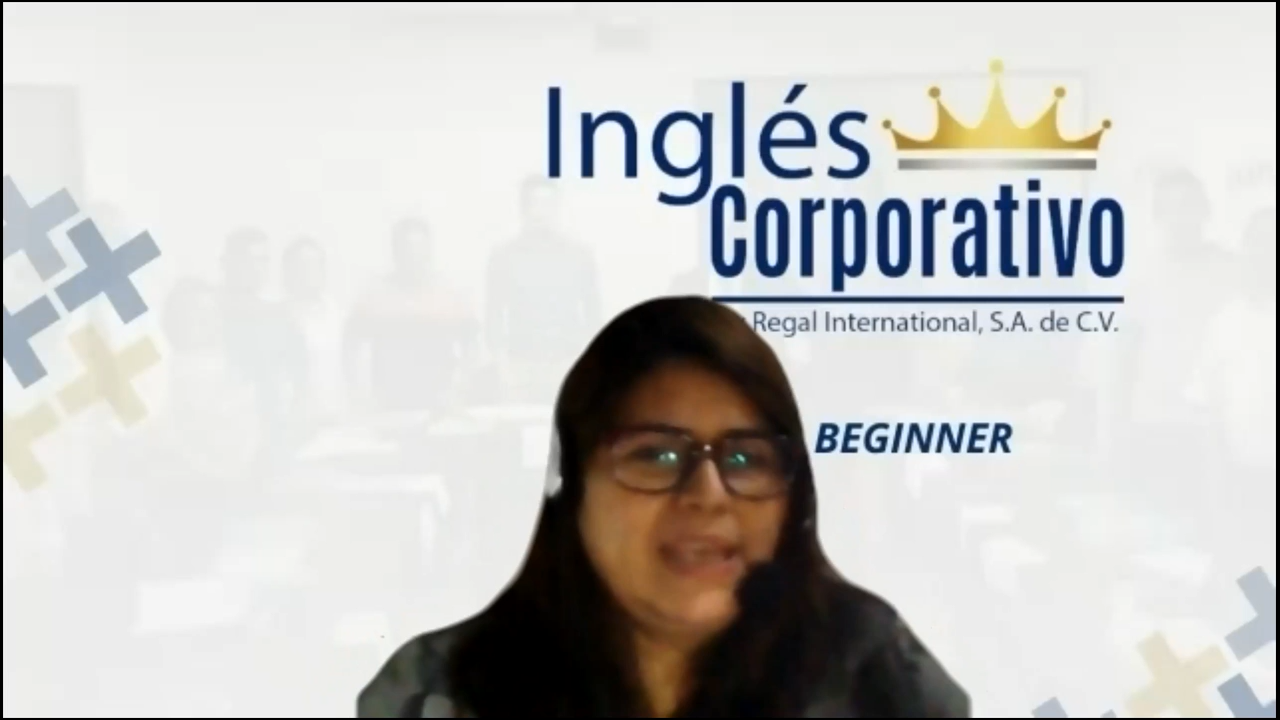 Inglés
Corporativo
Regal International, S.A. de C.V.
BEGINNER